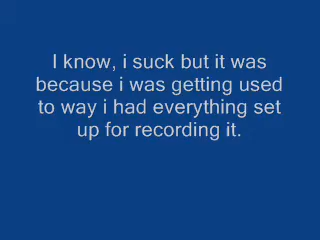 I know, i suck but it was
because i was getting used
to way i had everything set
up for recording it.